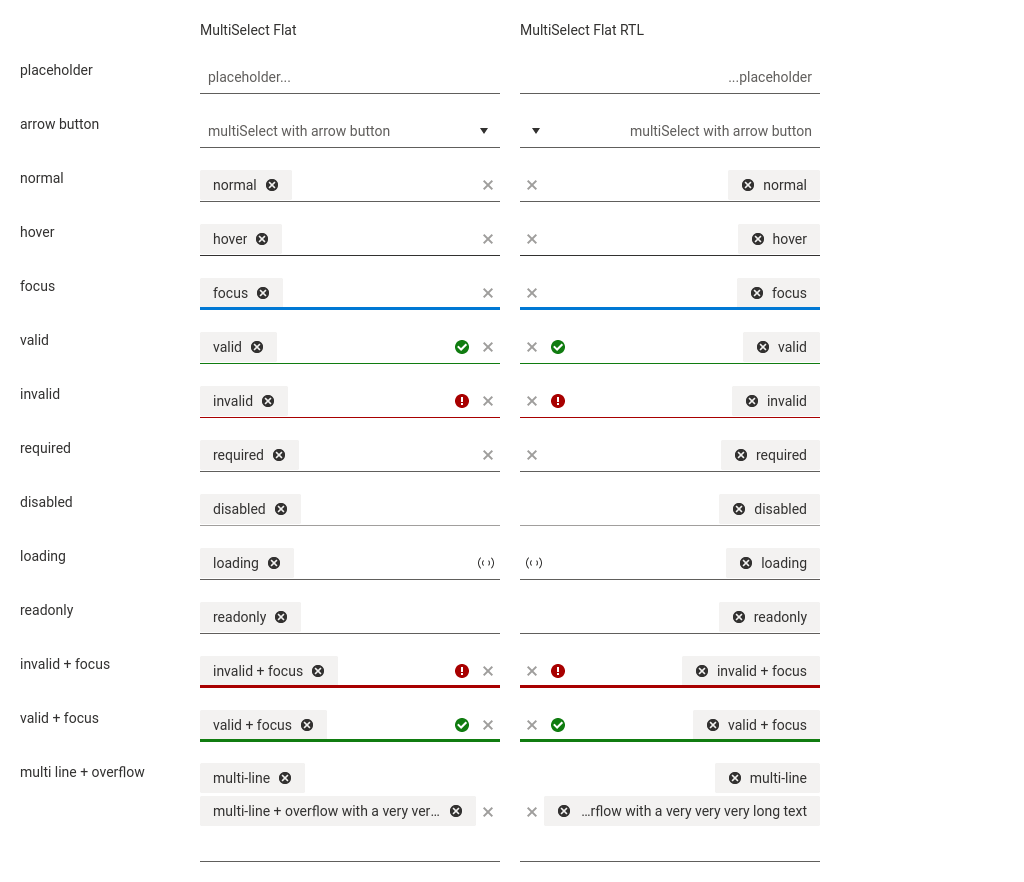 MultiSelect Flat MultiSelect Flat RTL
placeholder placeholder... ...placeholder
arrow button multiSelect with arrow button multiSelect with arrow button
normal normal normal
hover hover hover
focus focus focus
valid valid valid
invalid invalid invalid
required required required
disabled disabled disabled
loading loading loading
readonly readonly readonly
invalid + focus invalid + focus invalid + focus
valid + focus valid + focus valid + focus
multi line + overflow multi-line multi-line
multi-line + overflow with a very ver... ...rflow with a very very very long text